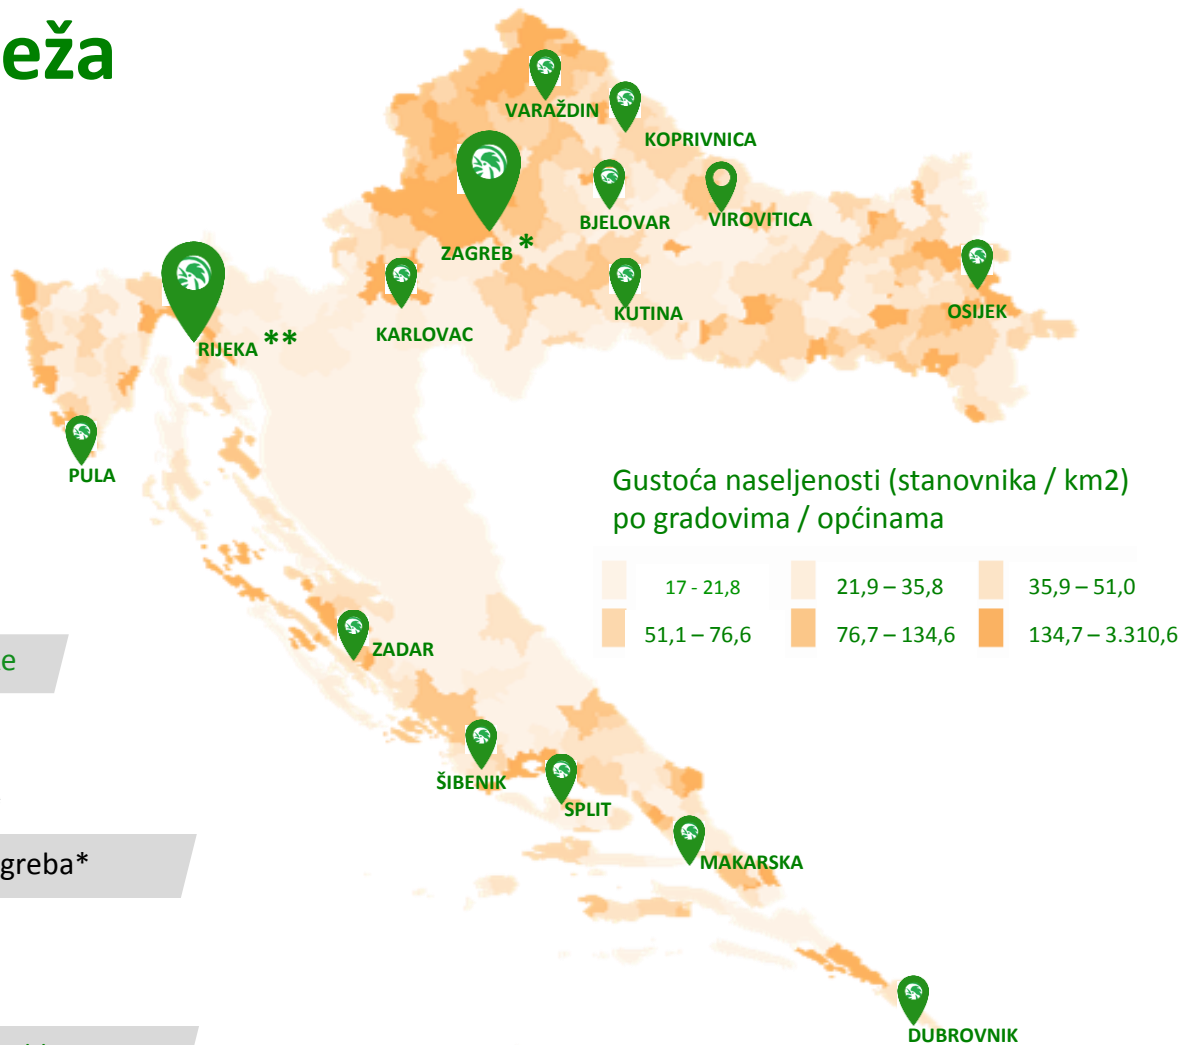 eža
VARAŽDIN
KOPRIVNICA
BJELOVAR
VIROVITICA
ZAGREB *
OSIJEK
KUTINA
KARLOVAC
RIJEKA **
PULA
Gustoća naseljenosti (stanovnika / km2)
po gradovima / općinama
17 - 21,8 21,9 – 35,8 35,9 – 51,0
51,1 – 76,6 76,7 – 134,6 134,7 – 3.310,6
ZADAR
e
ŠIBENIK
SPLIT
greba*
MAKARSKA
DUBROVNIK